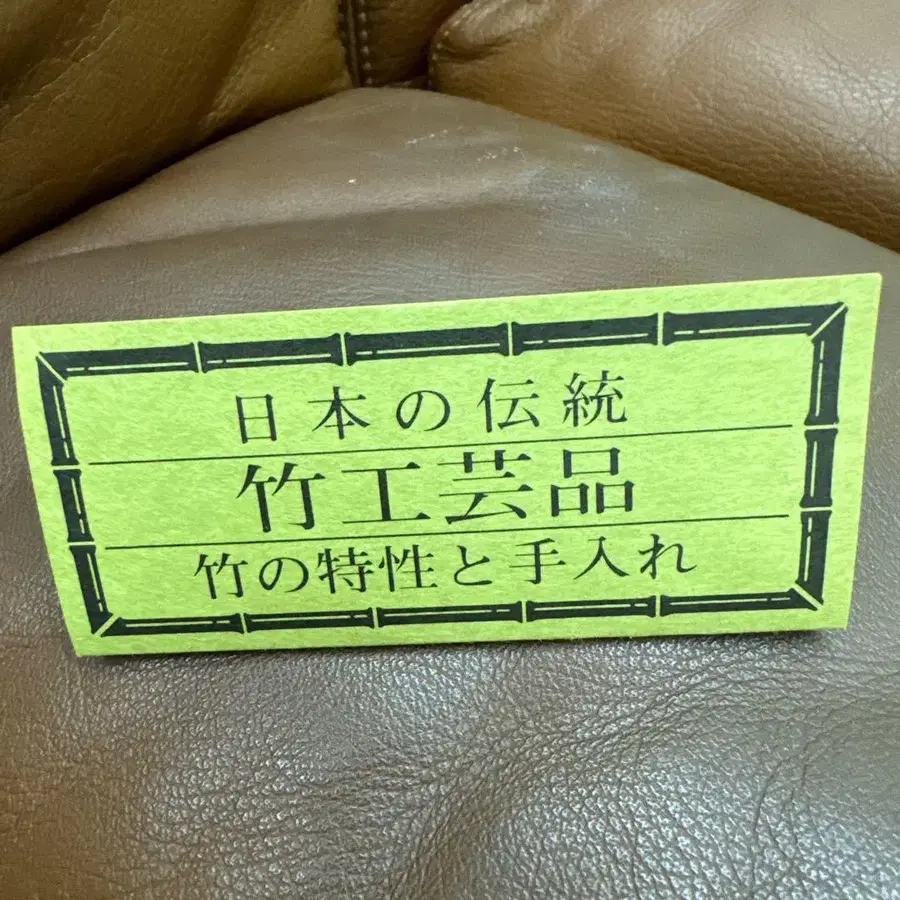 日本の伝統
竹工芸品
竹の特性と手入れ